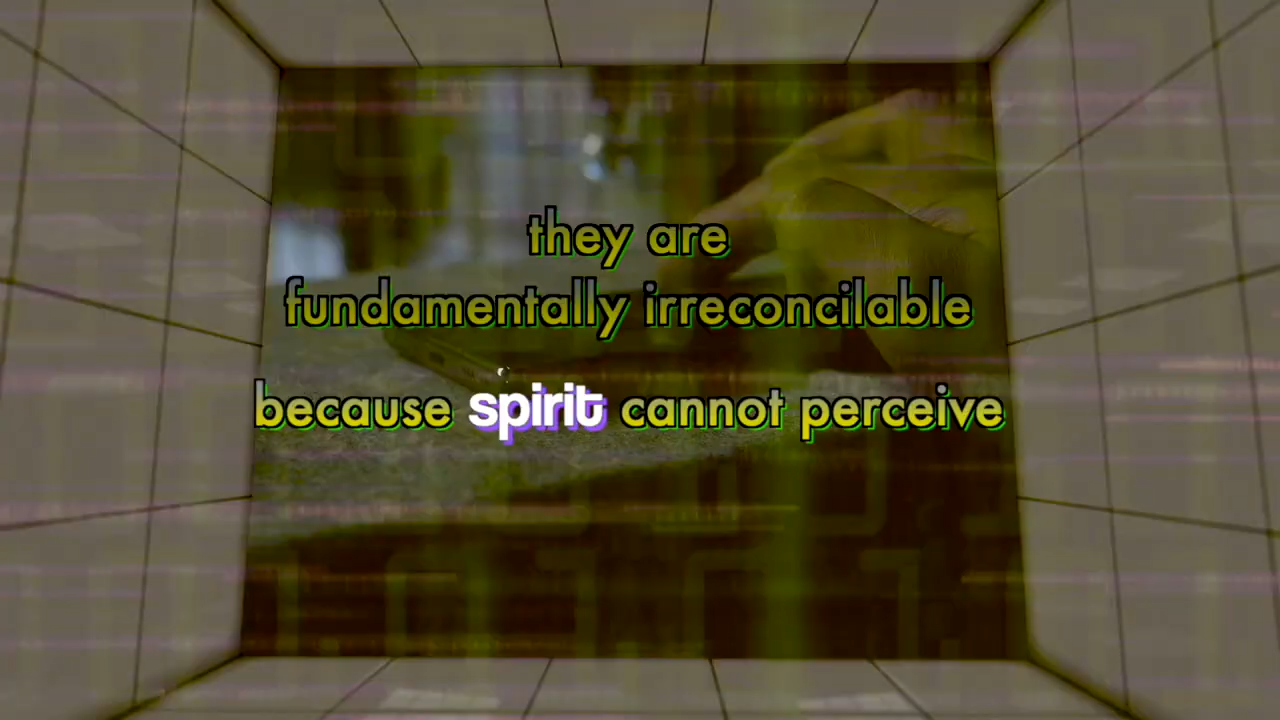 they are
fundamentally irreconcilable
because spirit cannot perceive